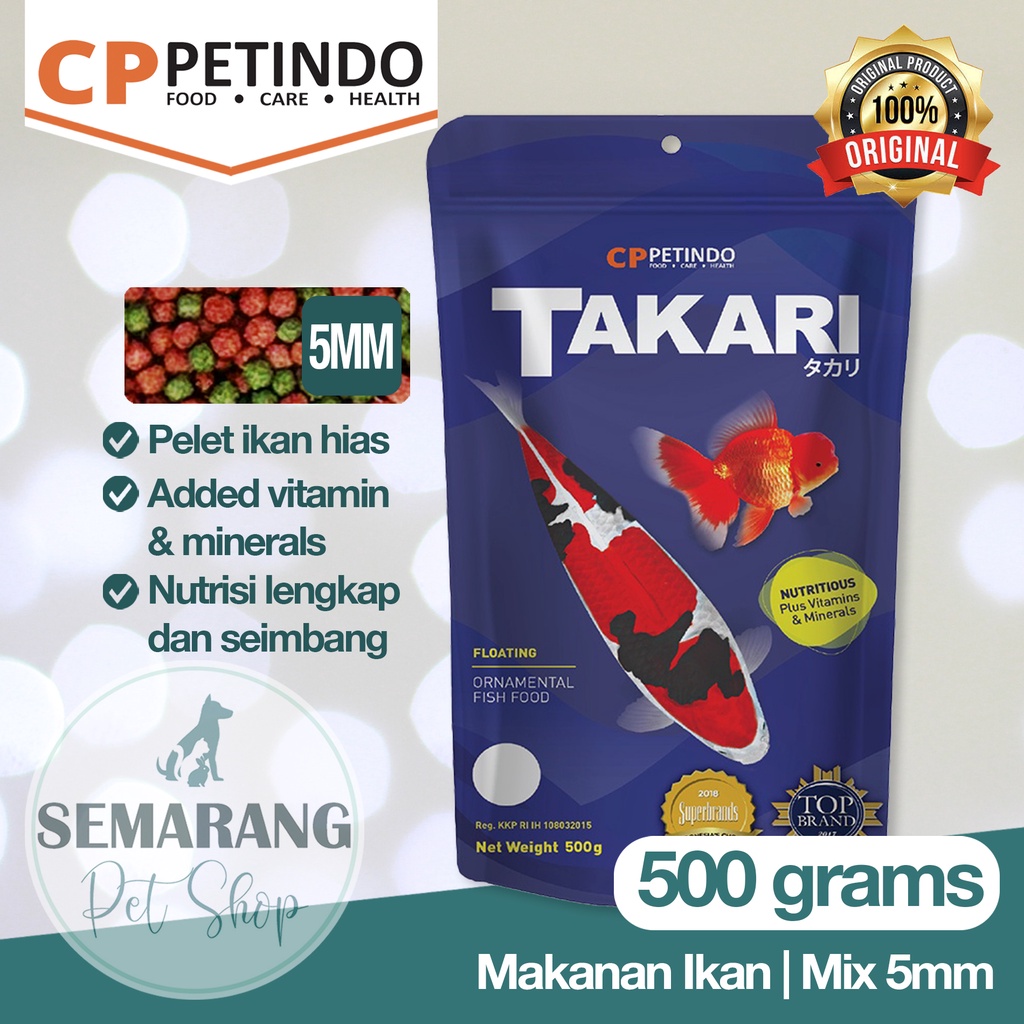 CP PETINDO
FOOD • CARE • HEALTH
ORIGINAL PRODUCT
100%
ORIGINAL
CP PETINDO
FOOD • CARE • HEALTH
TAKARI
タカリ
5MM
Pelet ikan hias
Added vitamin
& minerals
Nutrisi lengkap
dan seimbang
NUTRITIOUS
Plus Vitamins
& Minerals
FLOATING
ORNAMENTAL
FISH FOOD
SEMARANG
Pet Shop
2018
Superbrands
TOP
BRAND
2017
Reg. KKP RI IH 108032015
Net Weight 500g
500 grams
Makanan Ikan | Mix 5mm